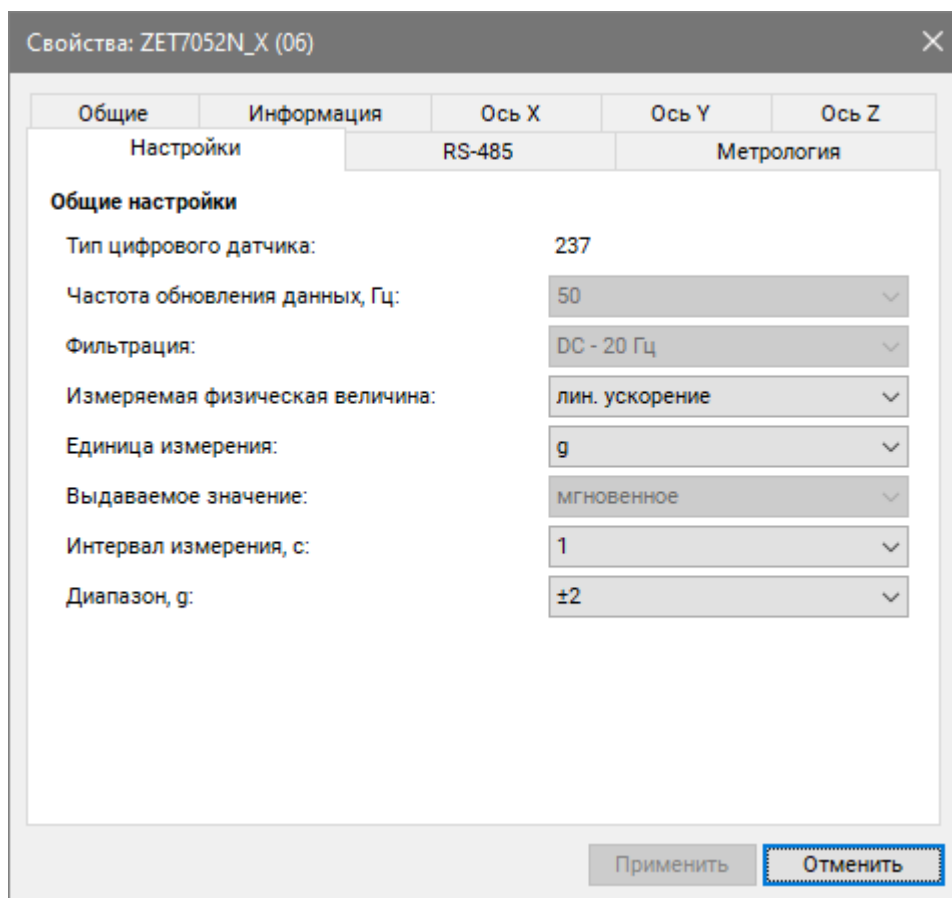 Свойства: ZET7052N_X (06)
Общие Информация Ось X Ось Y Ось Z
Настройки RS-485 Метрология
Общие настройки
Тип цифрового датчика: 237
Частота обновления данных, Гц: 50
Фильтрация: DC - 20 Гц
Измеряемая физическая величина: лин. ускорение
Единица измерения: g
Выдаваемое значение: мгновенное
Интервал измерения, с: 1
Диапазон, g: ±2
Применить Отменить